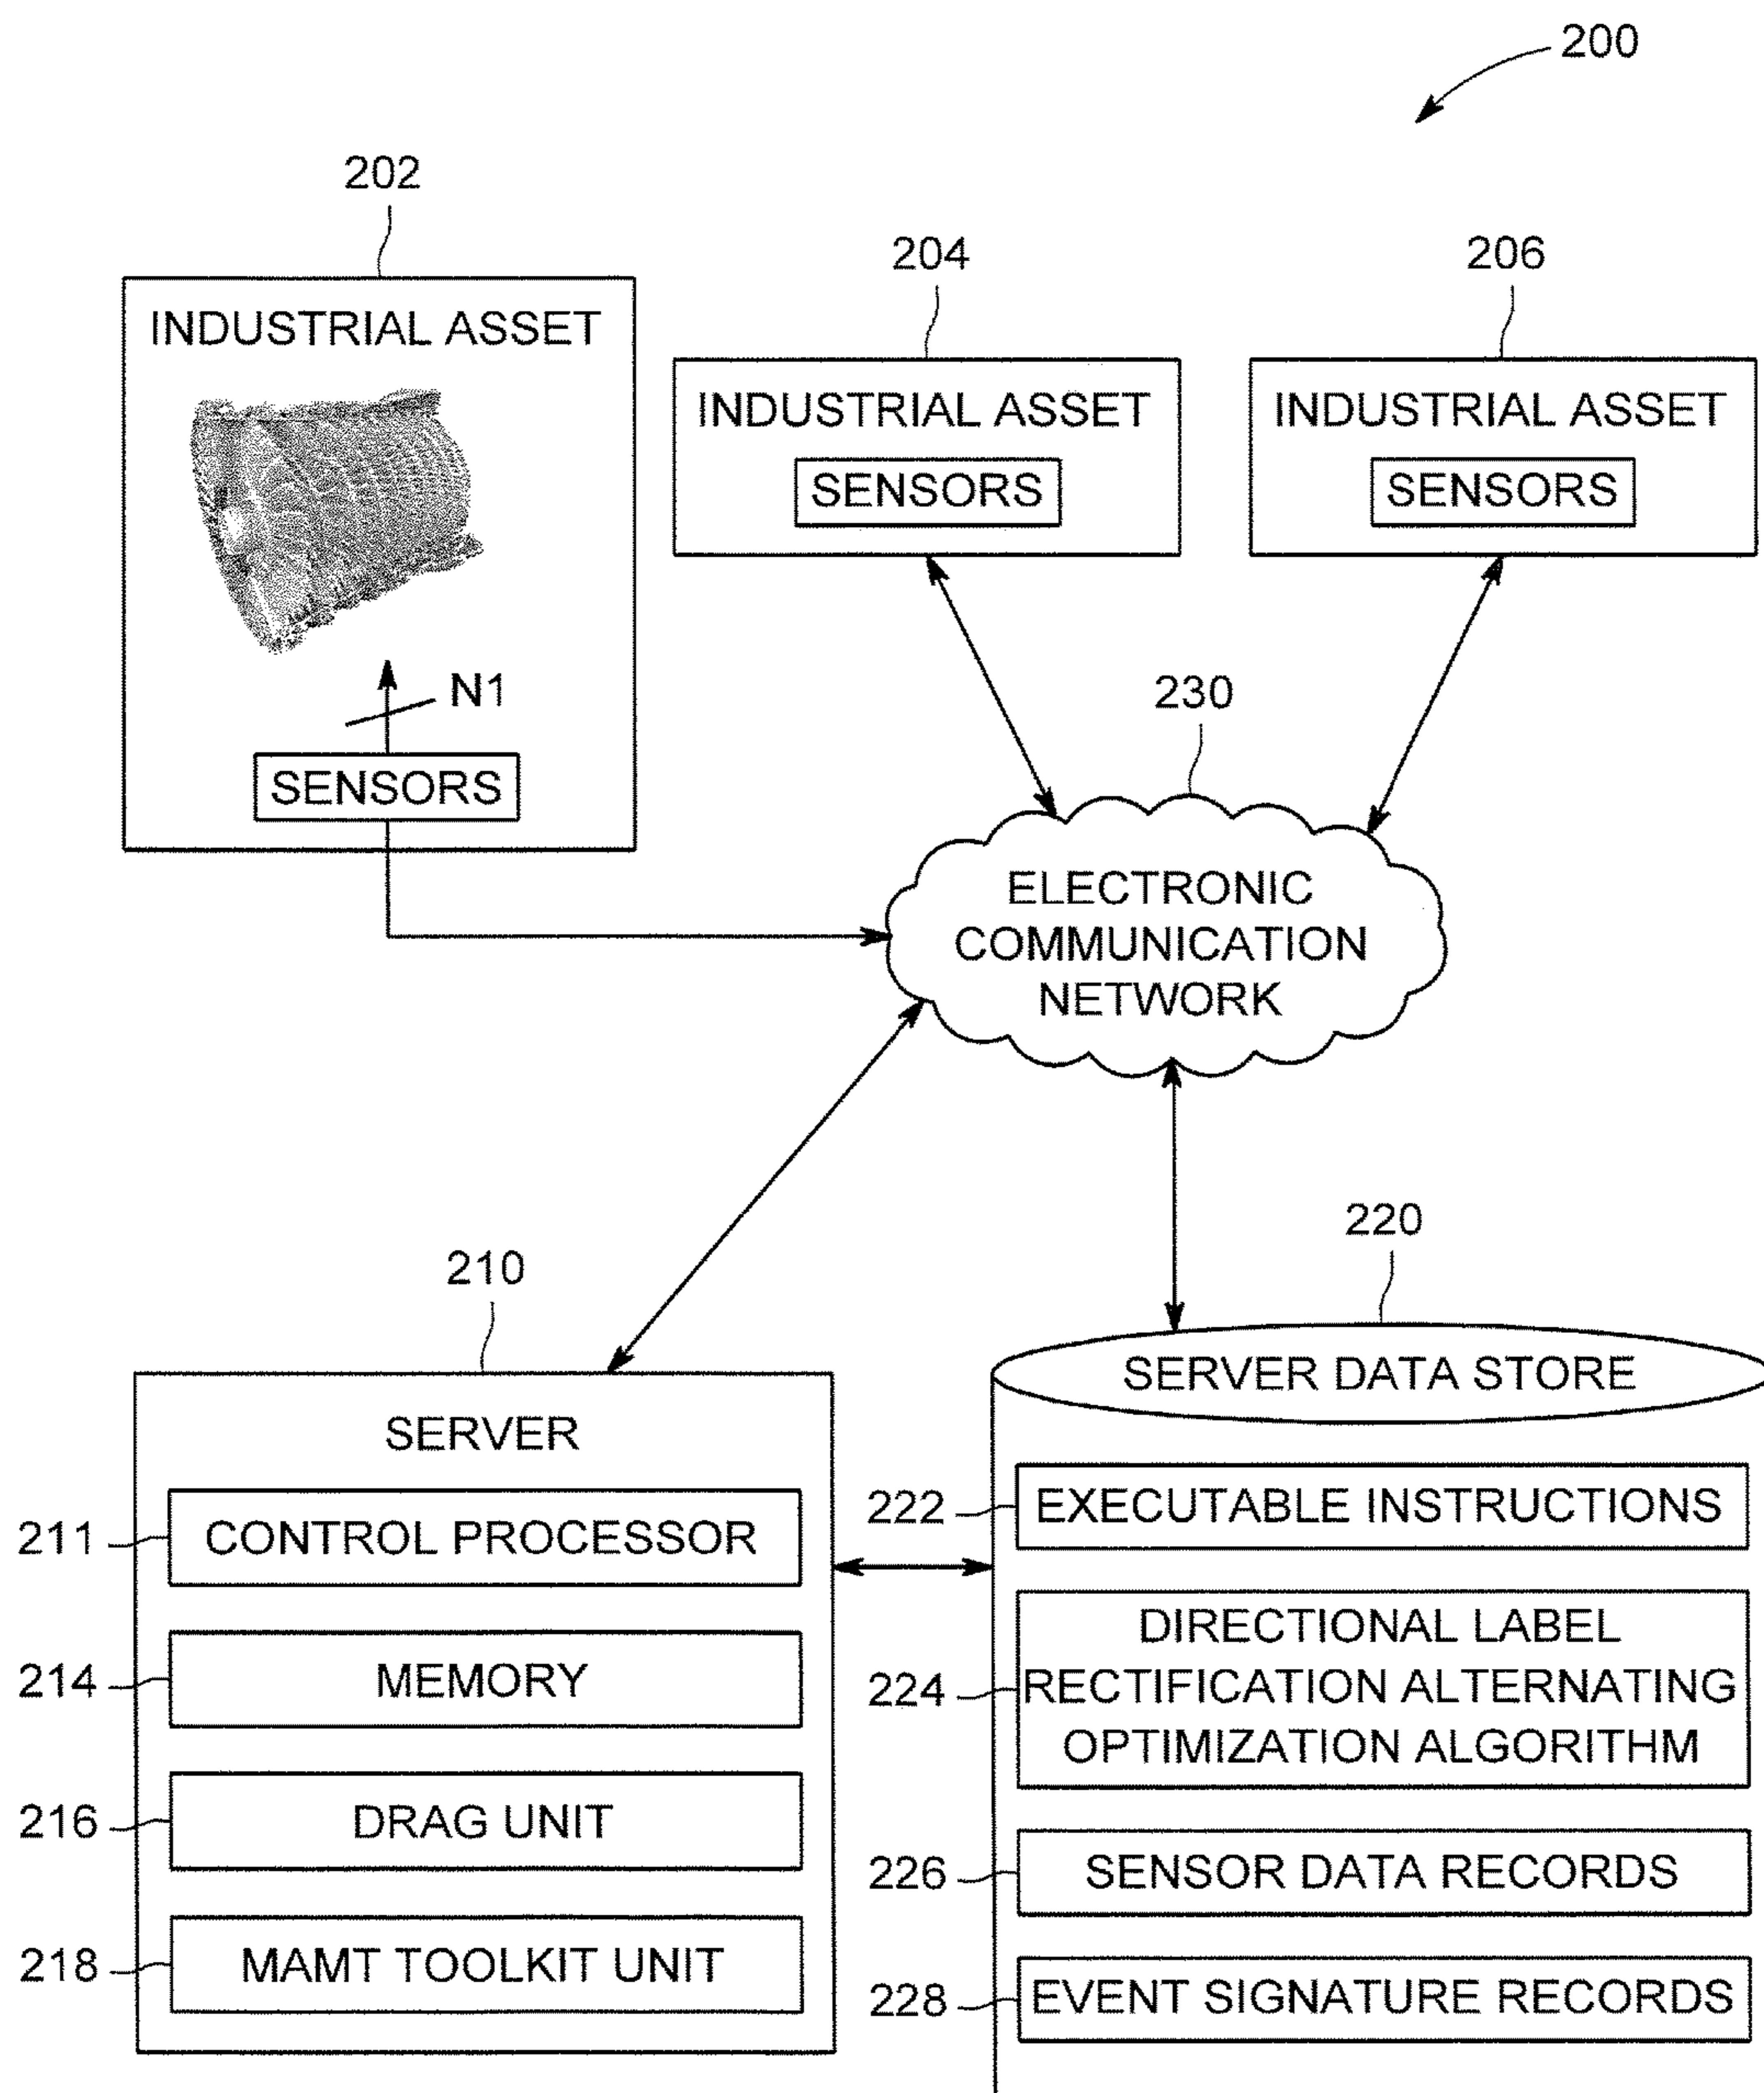 200
202
204
206
INDUSTRIAL ASSET
INDUSTRIAL ASSET
INDUSTRIAL ASSET
SENSORS
SENSORS
N1
SENSORS
230
ELECTRONIC
COMMUNICATION
NETWORK
210
220
SERVER
SERVER DATA STORE
211
CONTROL PROCESSOR
214
MEMORY
216
DRAG UNIT
218
MAMT TOOLKIT UNIT
222
EXECUTABLE INSTRUCTIONS
224
DIRECTIONAL LABEL
RECTIFICATION ALTERNATING
OPTIMIZATION ALGORITHM
226
SENSOR DATA RECORDS
228
EVENT SIGNATURE RECORDS